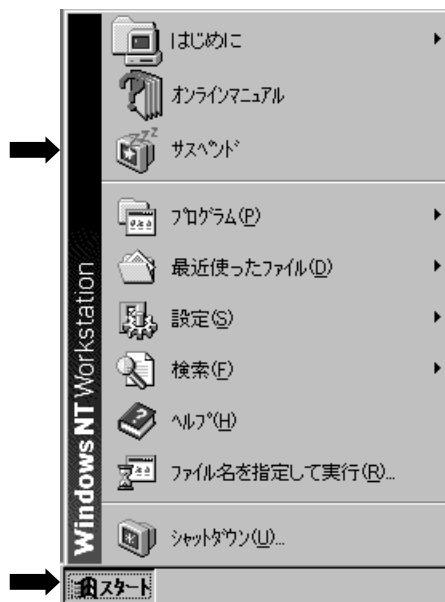 はじめに
オンラインマニュアル
サスペンド
プログラム(P)
最近使ったファイル(D)
設定(S)
検索(F)
ヘルプ(H)
ファイル名を指定して実行(R)...
シャットダウン(U)...
Windows NT Workstation
スタート